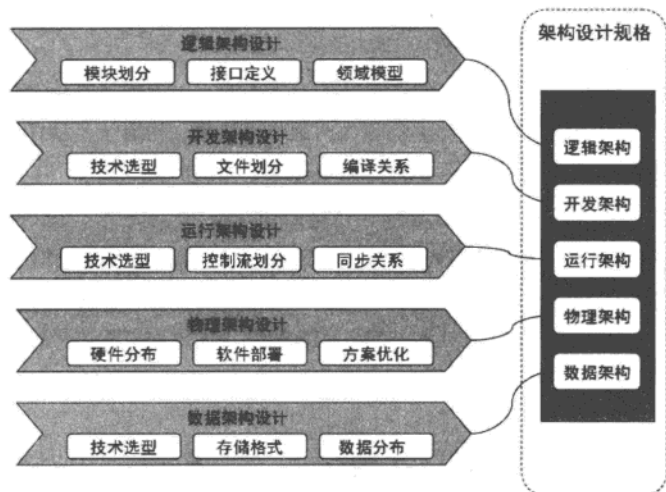 逻辑架构设计
模块划分 接口定义 领域模型
开发架构设计
技术选型 文件划分 编译关系
运行架构设计
技术选型 控制流划分 同步关系
物理架构设计
硬件分布 软件部署 方案优化
数据架构设计
技术选型 存储格式 数据分布
架构设计规格
逻辑架构
开发架构
运行架构
物理架构
数据架构